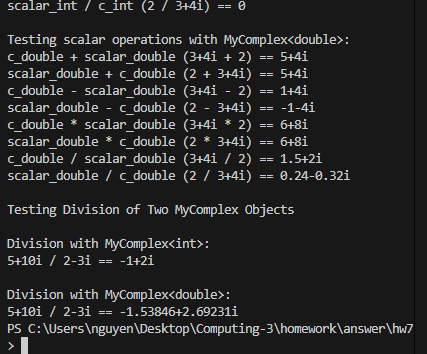 scalar_int / c_int (2 / 3+4i) == 0
Testing scalar operations with MyComplex<double>:
c_double + scalar_double (3+4i + 2) == 5+4i
scalar_double + c_double (2 + 3+4i) == 5+4i
c_double - scalar_double (3+4i - 2) == 1+4i
scalar_double - c_double (2 - 3+4i) == -1-4i
c_double * scalar_double (3+4i * 2) == 6+8i
scalar_double * c_double (2 * 3+4i) == 6+8i
c_double / scalar_double (3+4i / 2) == 1.5+2i
scalar_double / c_double (2 / 3+4i) == 0.24-0.32i
Testing Division of Two MyComplex Objects
Division with MyComplex<int>:
5+10i / 2-3i == -1+2i
Division with MyComplex<double>:
5+10i / 2-3i == -1.53846+2.69231i
PS C:\Users\nguyen\Desktop\Computing-3\homework\answer\hw7
>